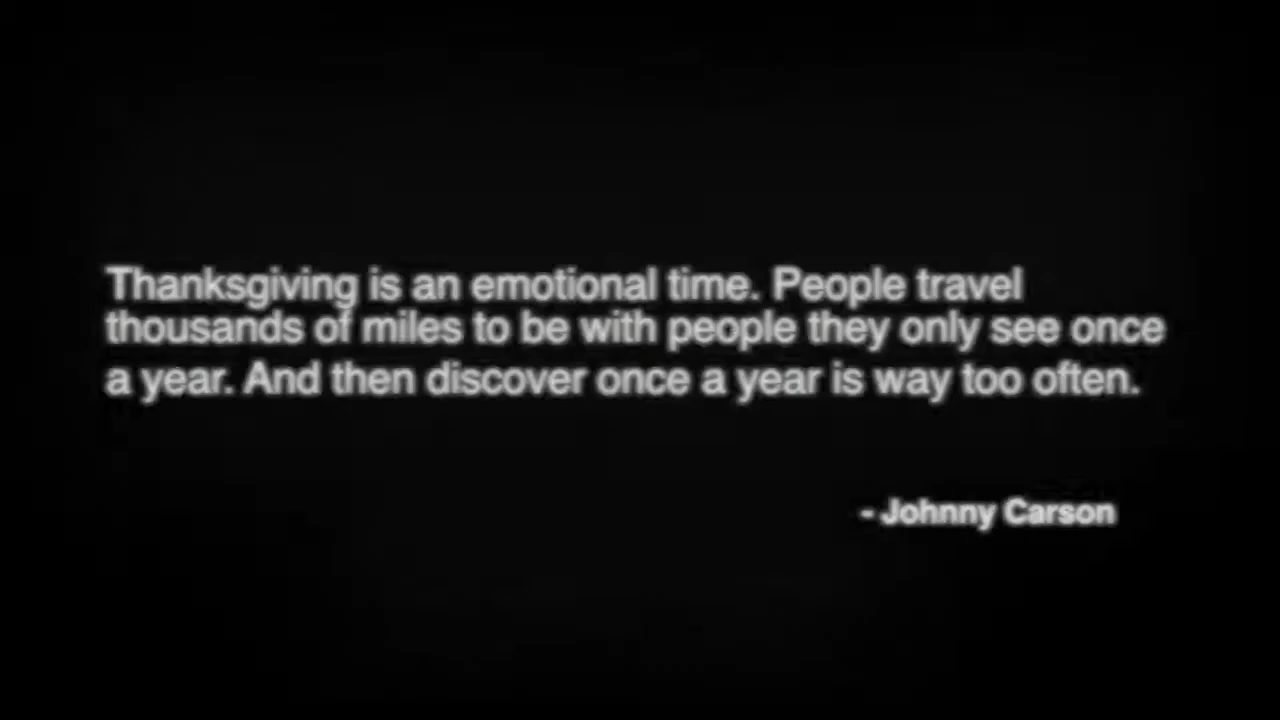 Thanksgiving is an emotional time. People travel
thousands of miles to be with people they only see once
a year. And then discover once a year is way too often.
- Johnny Carson